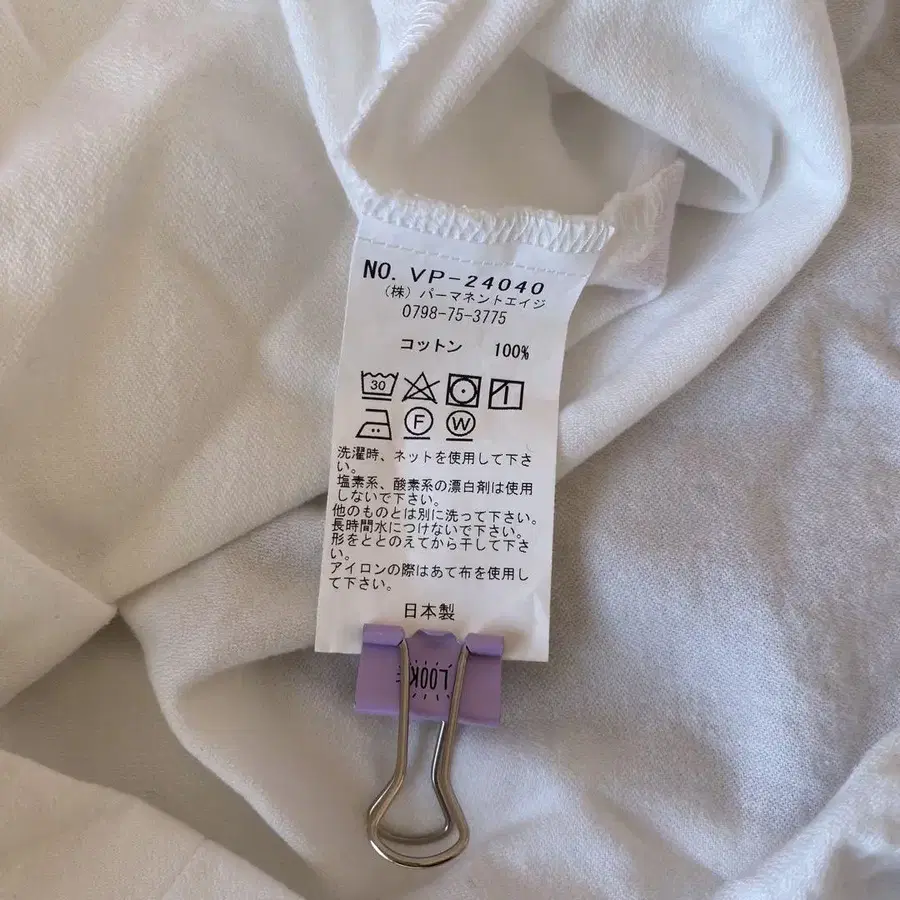 NO. VP-24040
(株) パーマネントエイジ
0798-75-3775
コットン 100%
30
F W
洗濯時、ネットを使用して下さ
い。
塩素系、酸素系の漂白剤は使用
しないで下さい。
他のものとは別に洗って下さい。
長時間水につけないで下さい。
形をととのえてから干して下さ
い。
アイロンの際はあて布を使用し
て下さい。
日本製
LOOK